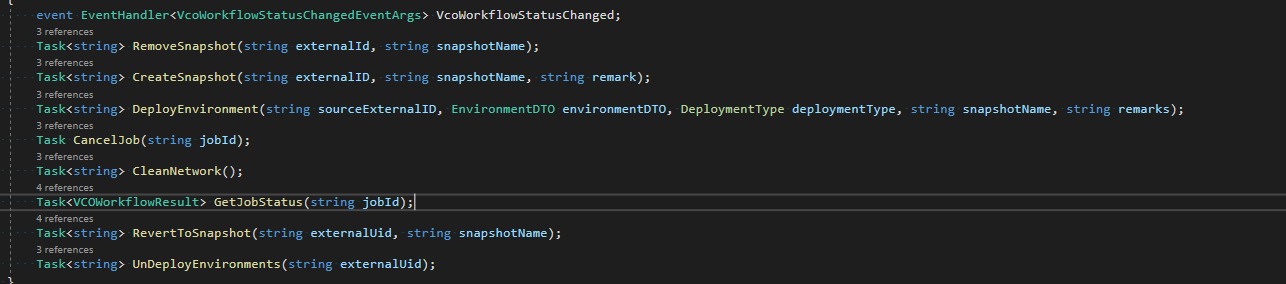 {
event EventHandler<VcoWorkflowStatusChangedEventArgs> VcoWorkflowStatusChanged;
3 references
Task<string> RemoveSnapshot(string externalId, string snapshotName);
3 references
Task<string> CreateSnapshot(string externalID, string snapshotName, string remark);
3 references
Task<string> DeployEnvironment(string sourceExternalID, EnvironmentDTO environmentDTO, DeploymentType deploymentType, string snapshotName, string remarks);
3 references
Task CancelJob(string jobId);
3 references
Task<string> CleanNetwork();
4 references
Task<VCOWorkflowResult> GetJobStatus(string jobId);
4 references
Task<string> RevertToSnapshot(string externalUid, string snapshotName);
3 references
Task<string> UnDeployEnvironments(string externalUid);
}